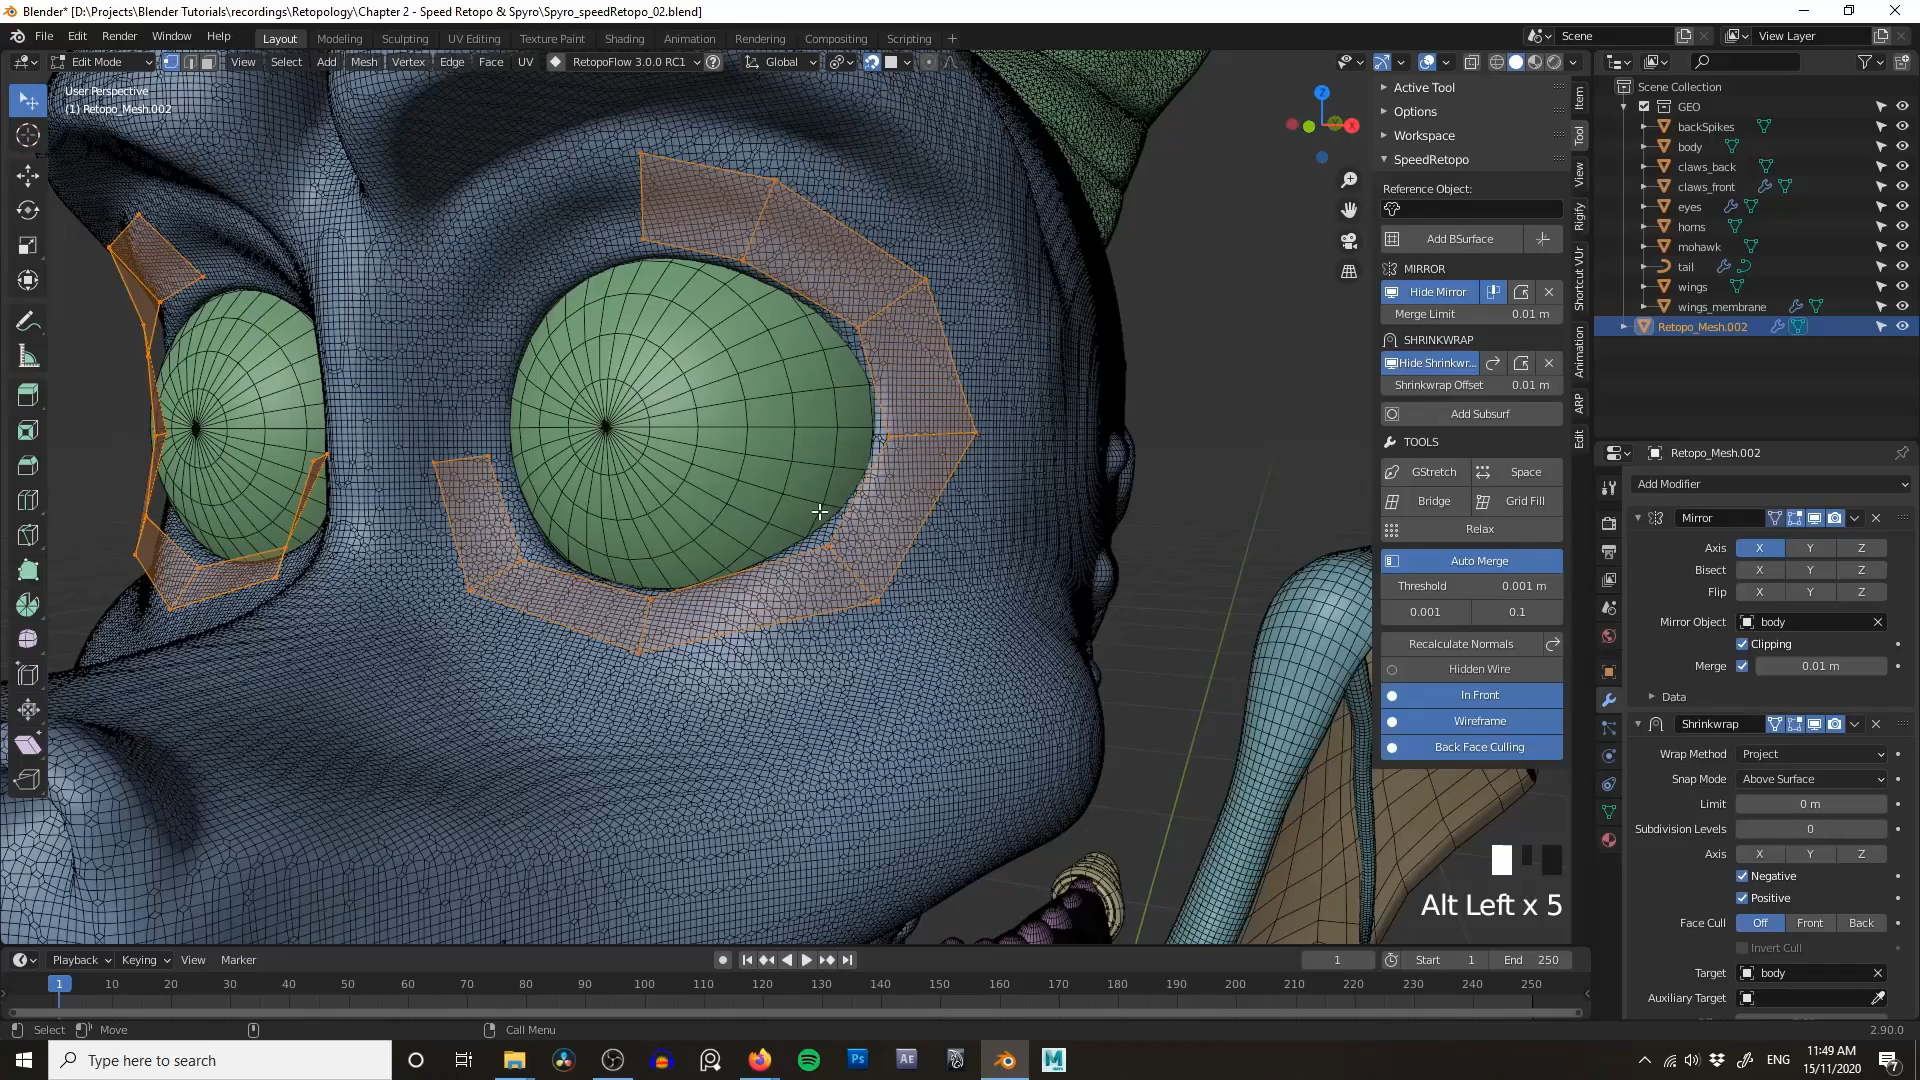 Blender* [D:\Projects\Blender Tutorials\recordings\Retopology\Chapter 2 - Speed Retopo & Spyro\Spyro_speedRetopo_02.blend]
File Edit Render Window Help Layout Modeling Sculpting UV Editing Texture Paint Shading Animation Rendering Compositing Scripting + Scene View Layer
Edit Mode View Select Add Mesh Vertex Edge Face UV RetopoFlow 3.0.0 RC1 Global
User Perspective
(1) Retopo_Mesh.002
Z
X
Active Tool
Options
Workspace
SpeedRetopo
Reference Object:
Add BSurface
MIRROR
Hide Mirror
Merge Limit 0.01 m
SHRINKWRAP
Hide Shrinkwr...
Shrinkwrap Offset 0.01 m
Add Subsurf
TOOLS
GStretch Space
Bridge Grid Fill
Relax
Auto Merge
Threshold 0.001 m
0.001 0.1
Recalculate Normals
Hidden Wire
In Front
Wireframe
Back Face Culling
Item
Tool
View
Rigify
Shortcut VUr
Animation
ARP
Edit
Scene Collection
GEO
backSpikes
body
claws_back
claws_front
eyes
horns
mohawk
tail
wings
wings_membrane
Retopo_Mesh.002
Retopo_Mesh.002
Add Modifier
Mirror
Axis X Y Z
Bisect X Y Z
Flip X Y Z
Mirror Object body
Clipping
Merge 0.01 m
Data
Shrinkwrap
Wrap Method Project
Snap Mode Above Surface
Limit 0 m
Subdivision Levels 0
Axis X Y Z
Negative
Positive
Face Cull Off Front Back
Invert Cull
Target body
Auxiliary Target
Alt Left x 5
Playback Keying View Marker 1 Start 1 End 250
1 10 20 30 40 50 60 70 80 90 100 110 120 130 140 150 160 170 180 190 200 210 220 230 240 250
Select Move Call Menu 2.90.0
Type here to search
Ps Ae M ENG
11:49 AM
15/11/2020
7